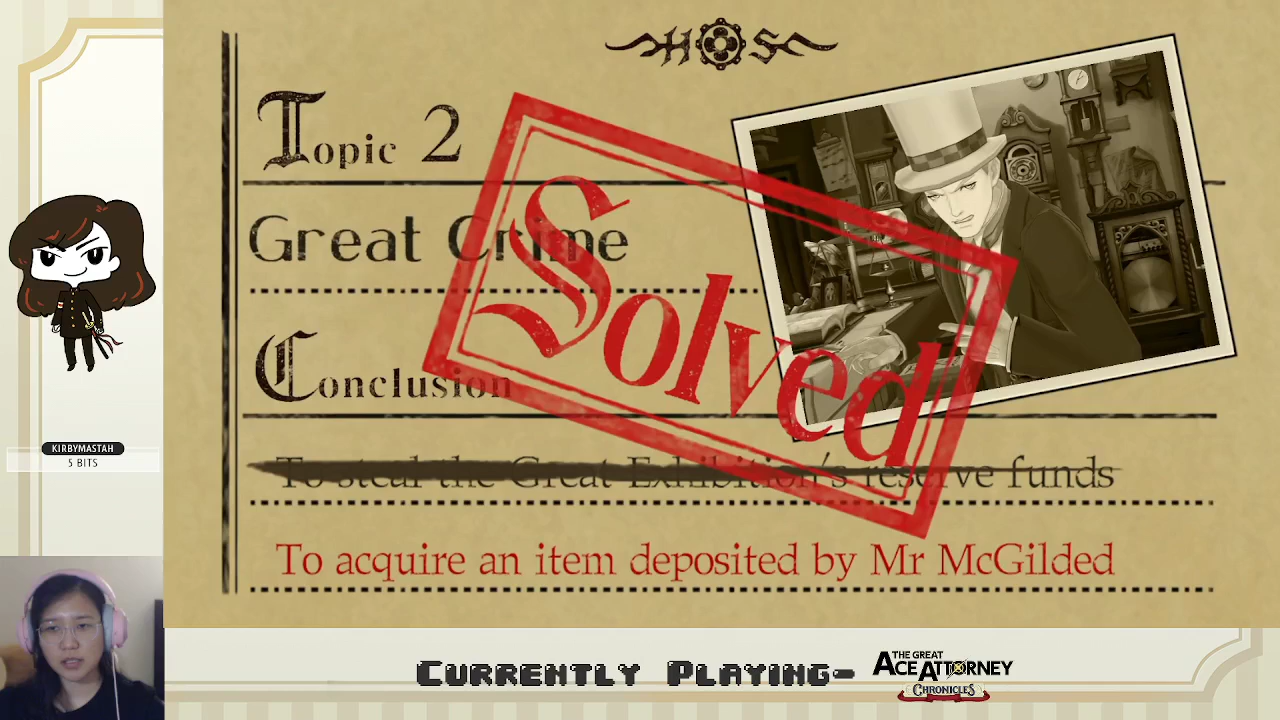 HOS
Topic 2
Great Crime
Solved
Conclusion
To steal the Great Exhibition's reserve funds
To acquire an item deposited by Mr McGilded
KIRBYMASTAH
5 BITS
CURRENTLY PLAYING-
THE GREAT
ACE ATTORNEY
CHRONICLES